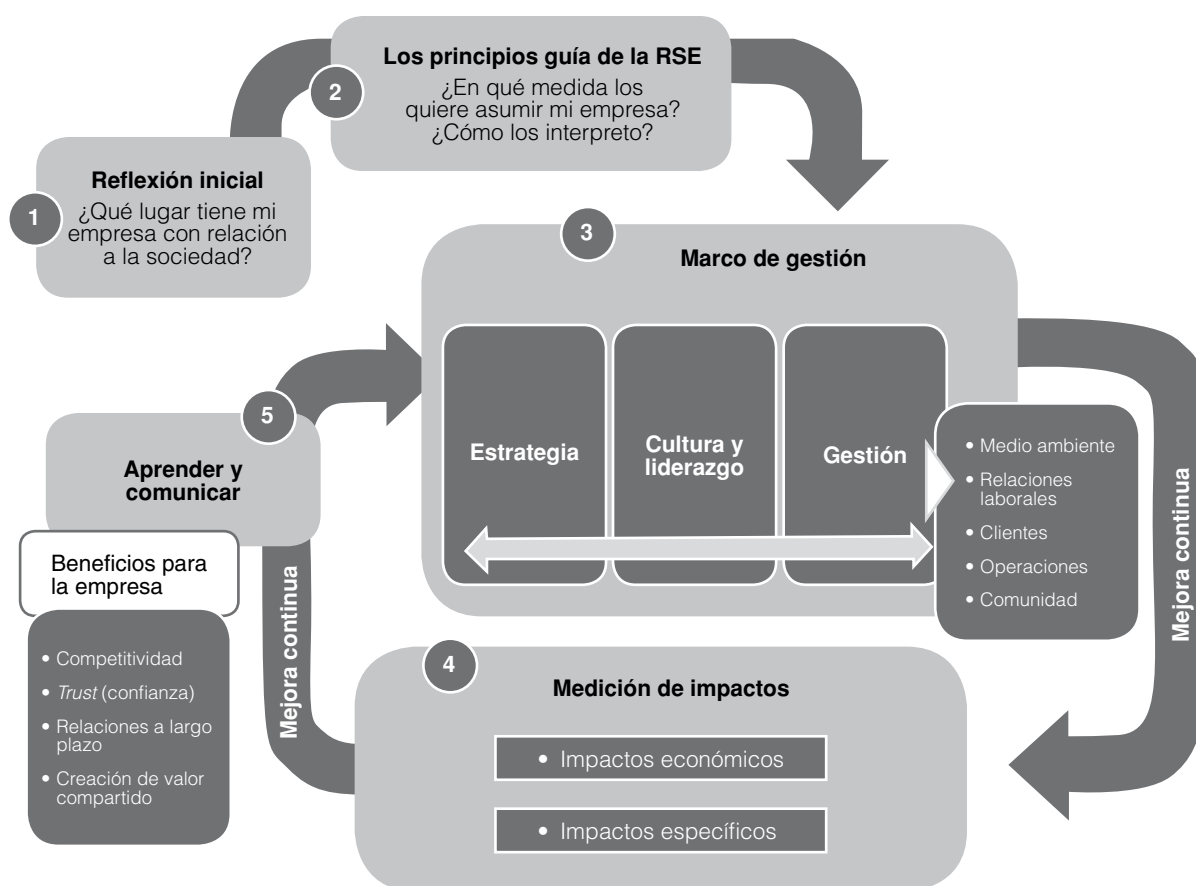 1
Reflexión inicial
¿Qué lugar tiene mi
empresa con relación
a la sociedad?
2
Los principios guía de la RSE
¿En qué medida los
quiere asumir mi empresa?
¿Cómo los interpreto?
3
Marco de gestión
Estrategia
Cultura y
liderazgo
Gestión
• Medio ambiente
• Relaciones
laborales
• Clientes
• Operaciones
• Comunidad
Mejora continua
4
Medición de impactos
• Impactos económicos
• Impactos específicos
Mejora continua
5
Aprender y
comunicar
Beneficios para
la empresa
• Competitividad
• Trust (confianza)
• Relaciones a largo
plazo
• Creación de valor
compartido